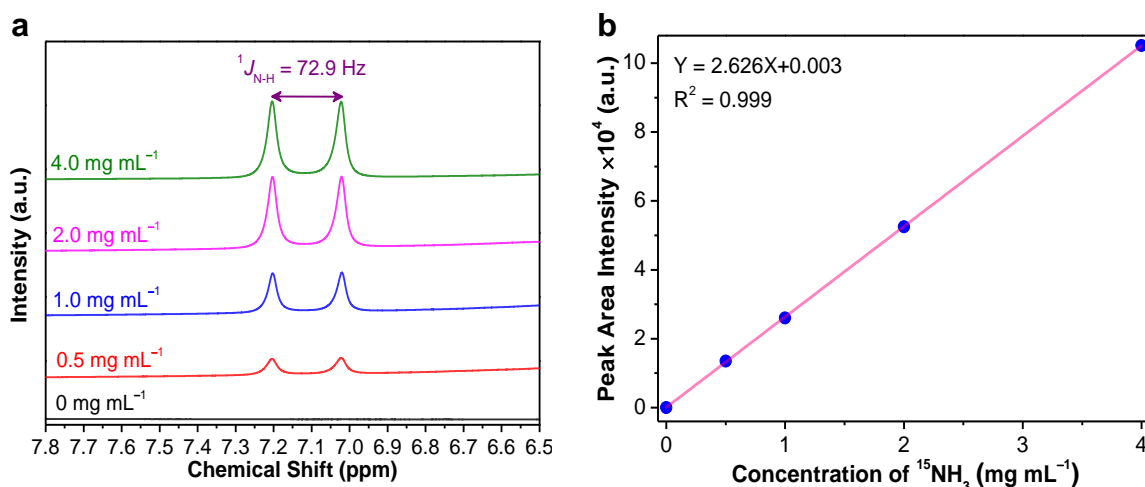 a
¹J_N-H = 72.9 Hz
4.0 mg mL⁻¹
2.0 mg mL⁻¹
1.0 mg mL⁻¹
0.5 mg mL⁻¹
0 mg mL⁻¹
Intensity (a.u.)
7.8 7.7 7.6 7.5 7.4 7.3 7.2 7.1 7.0 6.9 6.8 6.7 6.6 6.5
Chemical Shift (ppm)
b
Y = 2.626X+0.003
R² = 0.999
Peak Area Intensity ×10⁴ (a.u.)
10
8
6
4
2
0
0 1 2 3 4
Concentration of ¹⁵NH₃ (mg mL⁻¹)